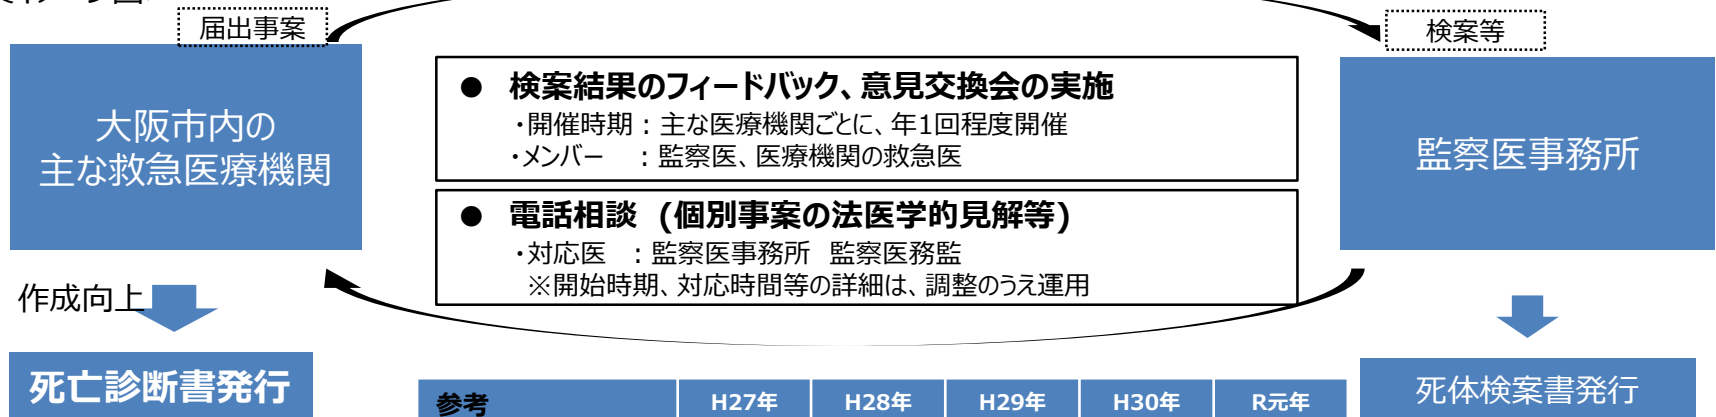 届出事案
検案等
大阪市内の
主な救急医療機関
● 検案結果のフィードバック、意見交換会の実施
・開催時期：主な医療機関ごとに、年1回程度開催
・メンバー　：監察医、医療機関の救急医
● 電話相談 (個別事案の法医学的見解等)
・対応医　：監察医事務所　監察医務監
※開始時期、対応時間等の詳細は、調整のうえ運用
監察医事務所
作成向上
死亡診断書発行
死体検案書発行
参考 H27年 H28年 H29年 H30年 R元年